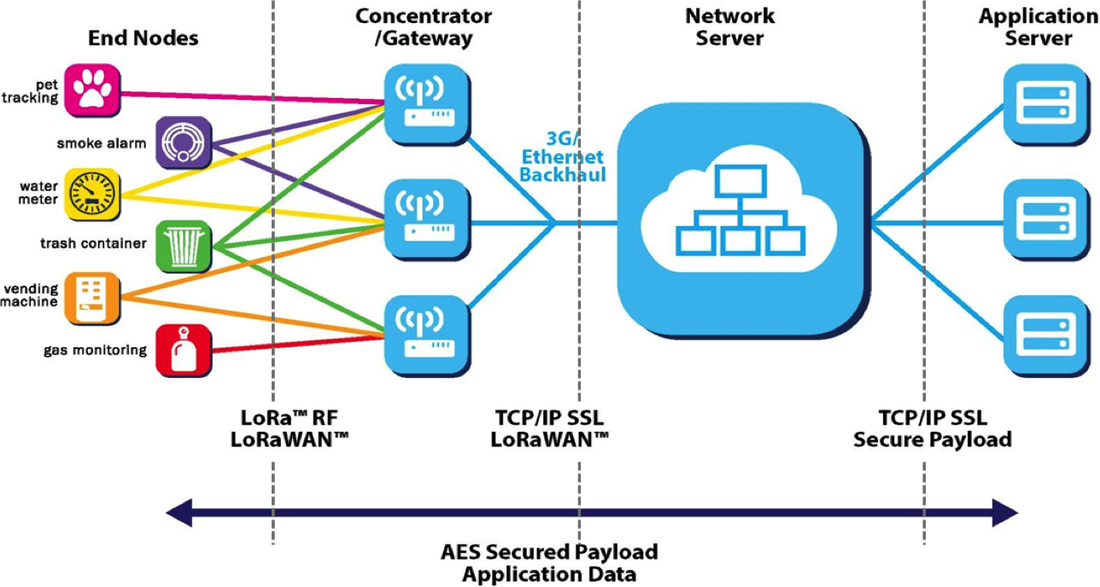 End Nodes
Concentrator
/Gateway
Network
Server
Application
Server
pet
tracking
smoke alarm
water
meter
trash container
vending
machine
gas monitoring
3G/
Ethernet
Backhaul
LoRa™ RF
LoRaWAN™
TCP/IP SSL
LoRaWAN™
TCP/IP SSL
Secure Payload
AES Secured Payload
Application Data